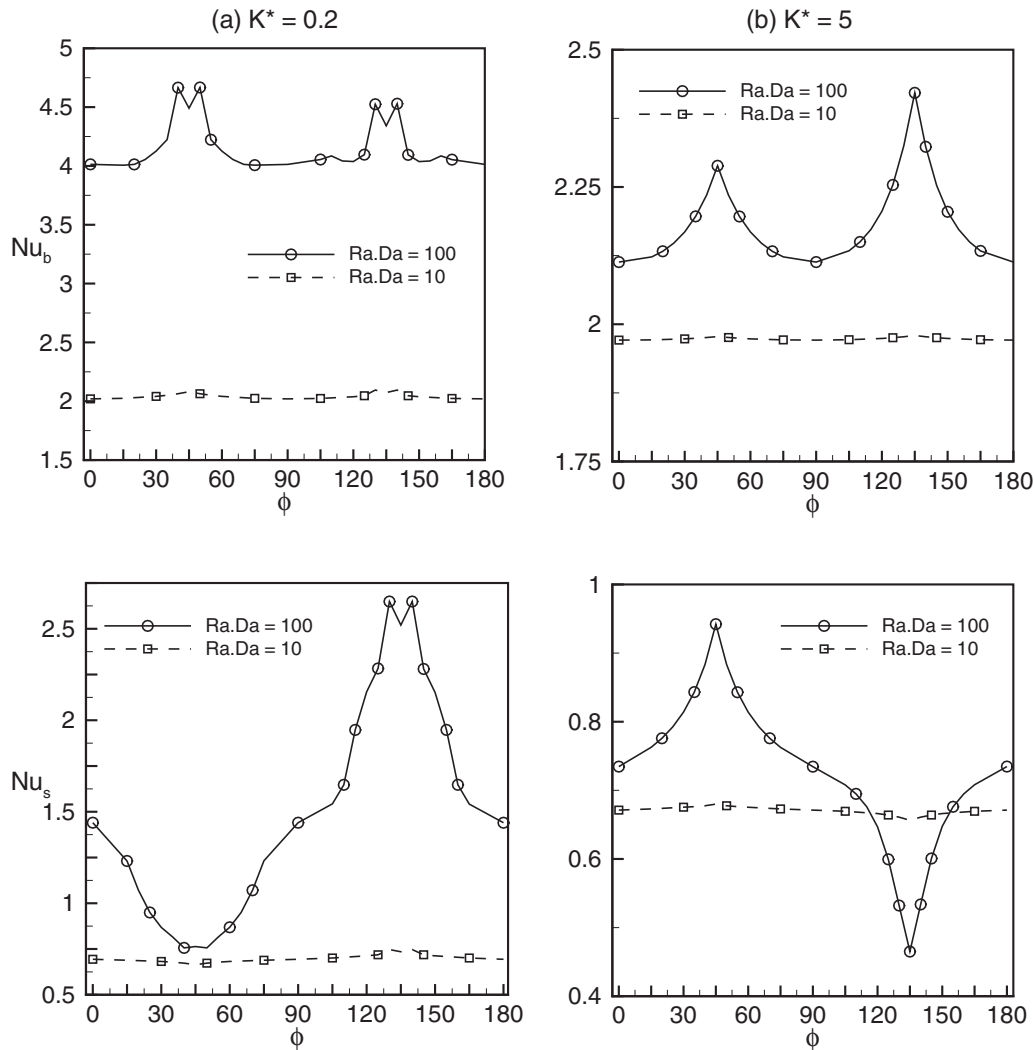 (a) K* = 0.2
5
4.5
4
3.5
3
2.5
2
1.5
Nu_b
Ra.Da = 100
Ra.Da = 10
0 30 60 90 120 150 180
ϕ
(b) K* = 5
2.5
2.25
2
1.75
Ra.Da = 100
Ra.Da = 10
0 30 60 90 120 150 180
ϕ
2.5
2
1.5
1
0.5
Nu_s
Ra.Da = 100
Ra.Da = 10
0 30 60 90 120 150 180
ϕ
1
0.8
0.6
0.4
Ra.Da = 100
Ra.Da = 10
0 30 60 90 120 150 180
ϕ